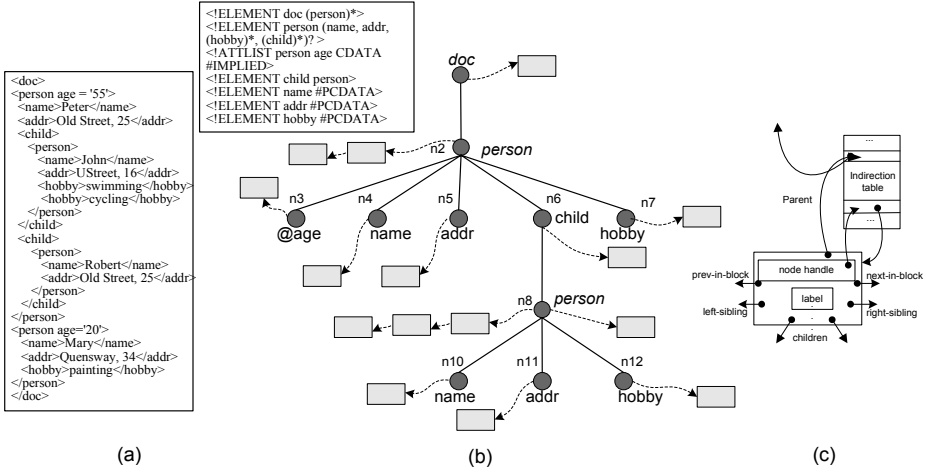 <!ELEMENT doc (person)*>
<!ELEMENT person (name, addr,
(hobby)*, (child)*)? >
<!ATTLIST person age CDATA
#IMPLIED>
<!ELEMENT child person>
<!ELEMENT name #PCDATA>
<!ELEMENT addr #PCDATA>
<!ELEMENT hobby #PCDATA>
<doc>
<person age = '55'>
<name>Peter</name>
<addr>Old Street, 25</addr>
<child>
<person>
<name>John</name>
<addr>UStreet, 16</addr>
<hobby>swimming</hobby>
<hobby>cycling</hobby>
</person>
</child>
<child>
<person>
<name>Robert</name>
<addr>Old Street, 25</addr>
</person>
</child>
</person>
<person age='20'>
<name>Mary</name>
<addr>Quensway, 34</addr>
<hobby>painting</hobby>
</person>
</doc>
(a)
doc
n2
person
n3
@age
n4
name
n5
addr
n6
child
n7
hobby
n8
person
n10
name
n11
addr
n12
hobby
(b)
...
Indirection
table
...
Parent
node handle
prev-in-block
next-in-block
label
left-sibling
right-sibling
...
children
(c)